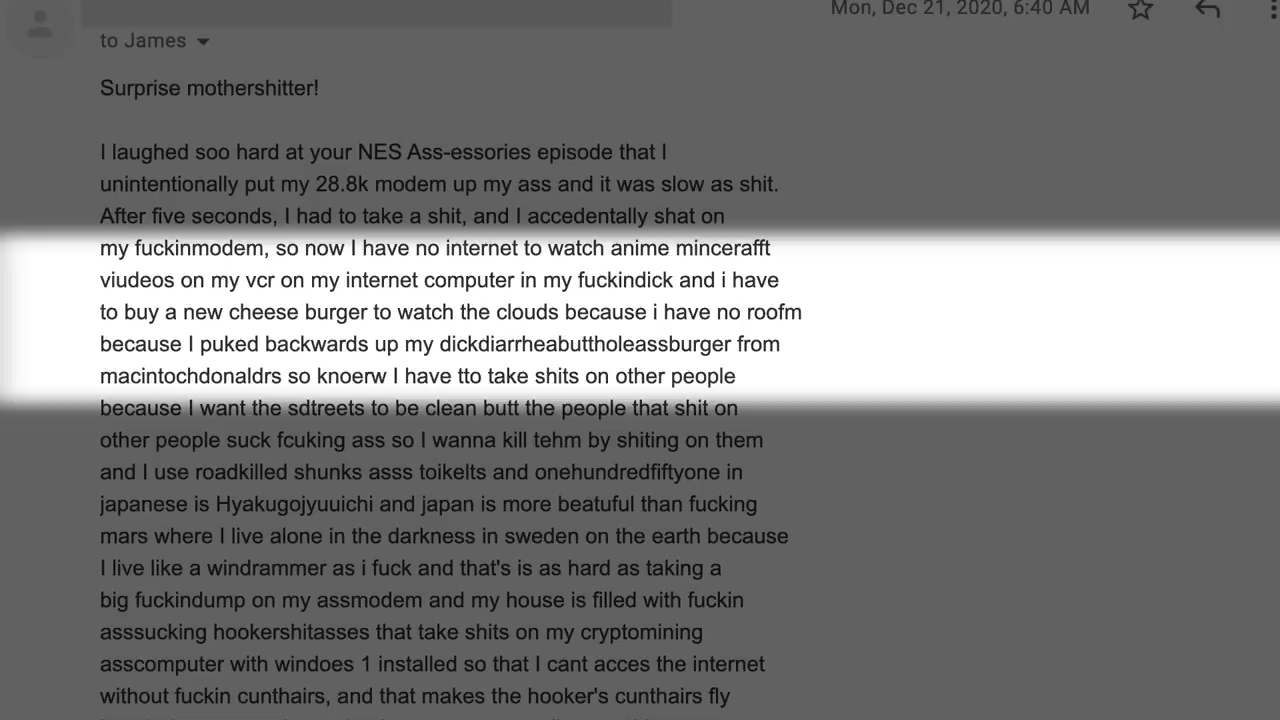 Mon, Dec 21, 2020, 6:40 AM
to James
Surprise mothershitter!
I laughed soo hard at your NES Ass-essories episode that I
unintentionally put my 28.8k modem up my ass and it was slow as shit.
After five seconds, I had to take a shit, and I accedentally shat on
my fuckinmodem, so now I have no internet to watch anime mincerafft
viudeos on my vcr on my internet computer in my fuckindick and i have
to buy a new cheese burger to watch the clouds because i have no roofm
because I puked backwards up my dickdiarrheabuttholeassburger from
macintochdonaldrs so knoerw I have tto take shits on other people
because I want the sdtreets to be clean butt the people that shit on
other people suck fcuking ass so I wanna kill tehm by shiting on them
and I use roadkilled shunks asss toikelts and onehundredfiftyone in
japanese is Hyakugojyuuichi and japan is more beatuful than fucking
mars where I live alone in the darkness in sweden on the earth because
I live like a windrammer as i fuck and that's is as hard as taking a
big fuckindump on my assmodem and my house is filled with fuckin
asssucking hookershitasses that take shits on my cryptomining
asscomputer with windoes 1 installed so that I cant acces the internet
without fuckin cunthairs, and that makes the hooker's cunthairs fly